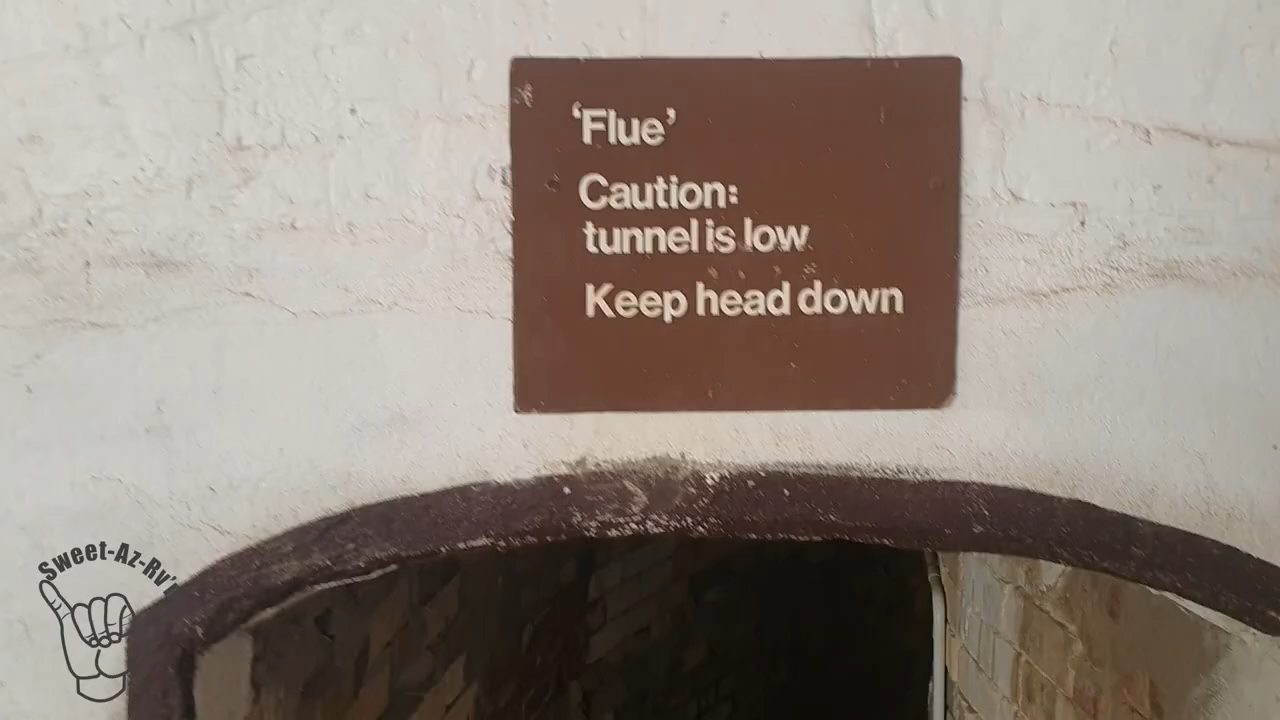 ‘Flue’
Caution:
tunnel is low
Keep head down
Sweet-Az-Rv'